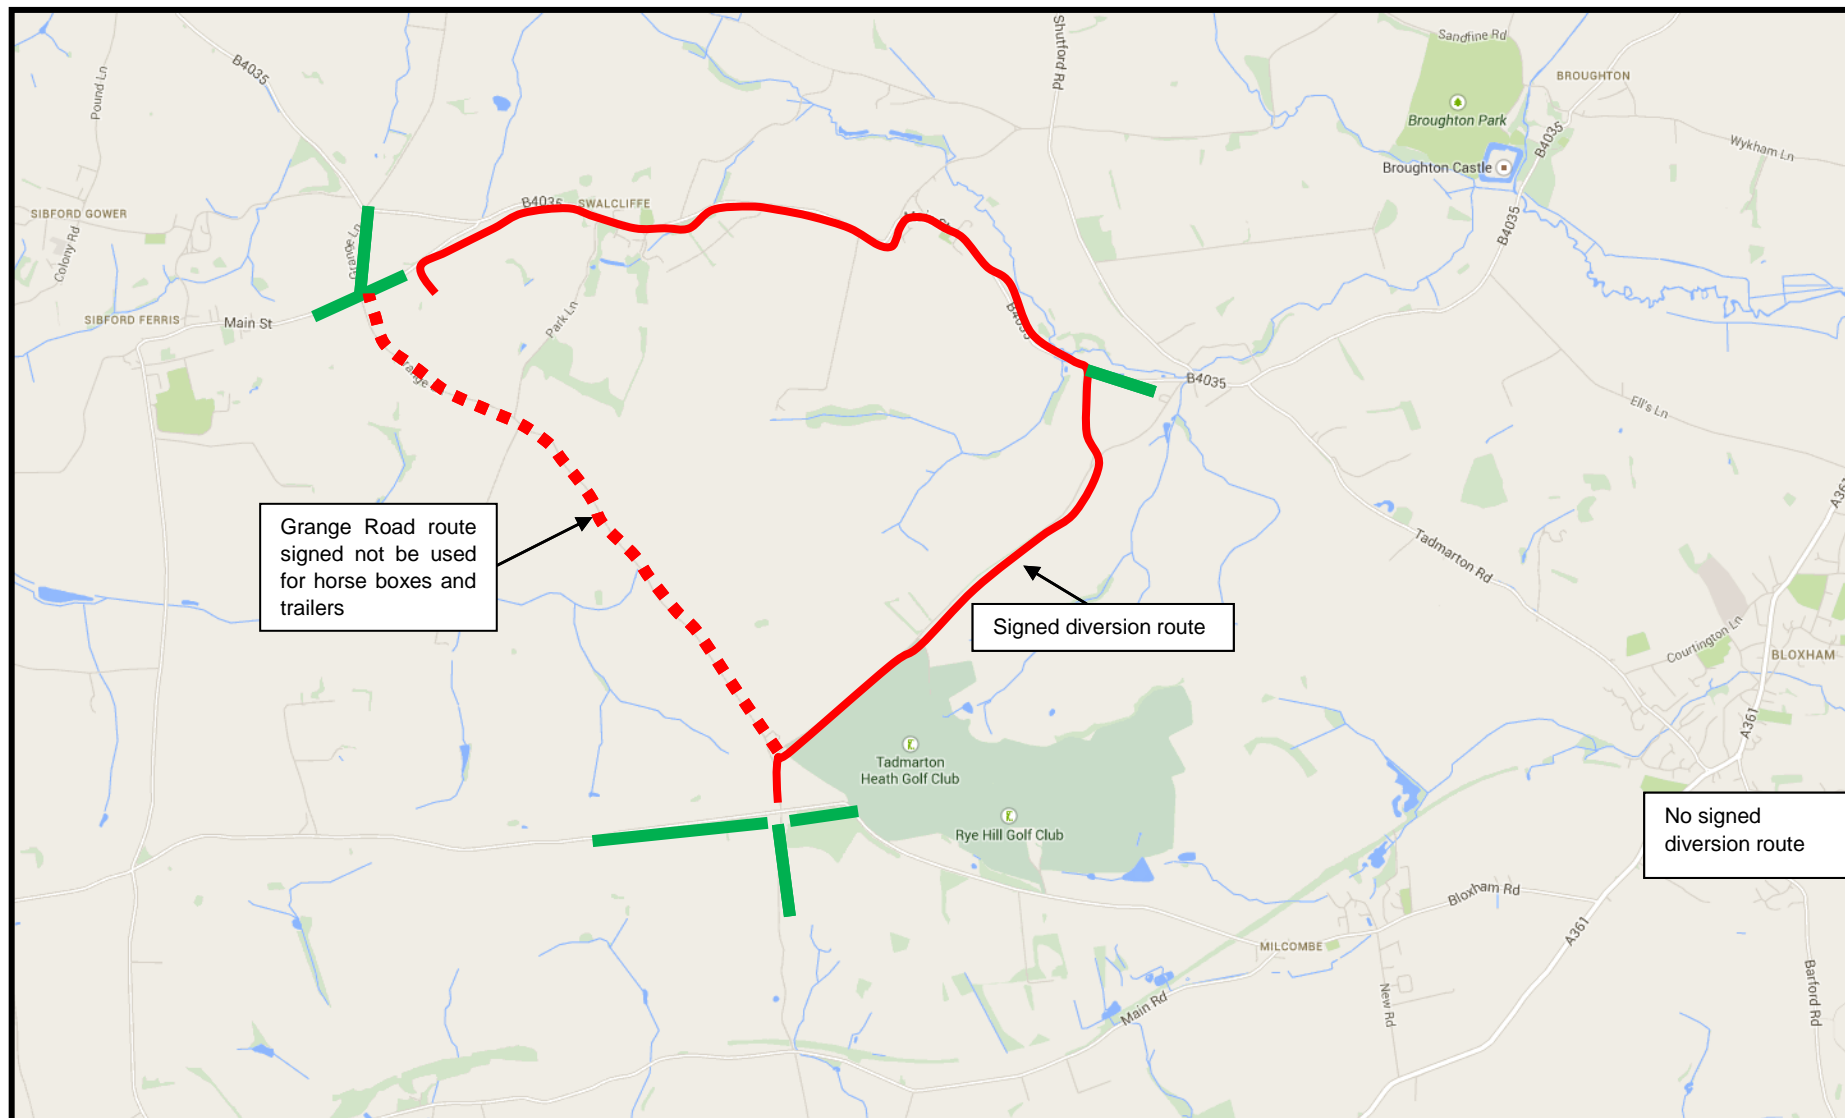 Sandfine Rd
BROUGHTON
B4035
Pound Ln
Shutford Rd
Broughton Park
B4035
Wykham Ln
Broughton Castle
B4035
SWALCLIFFE
SIBFORD GOWER
Main St
B4035
Colony Rd
Grange Ln
SIBFORD FERRIS
Main St
Park Ln
B4035
B4035
Ell's Ln
A361
Grange Road route
signed not be used
for horse boxes and
trailers
Tadmarton Rd
Signed diversion route
Courtington Ln
BLOXHAM
A361
Tadmarton
Heath Golf Club
Rye Hill Golf Club
No signed
diversion route
Bloxham Rd
A361
MILCOMBE
New Rd
Main Rd
Barford Rd